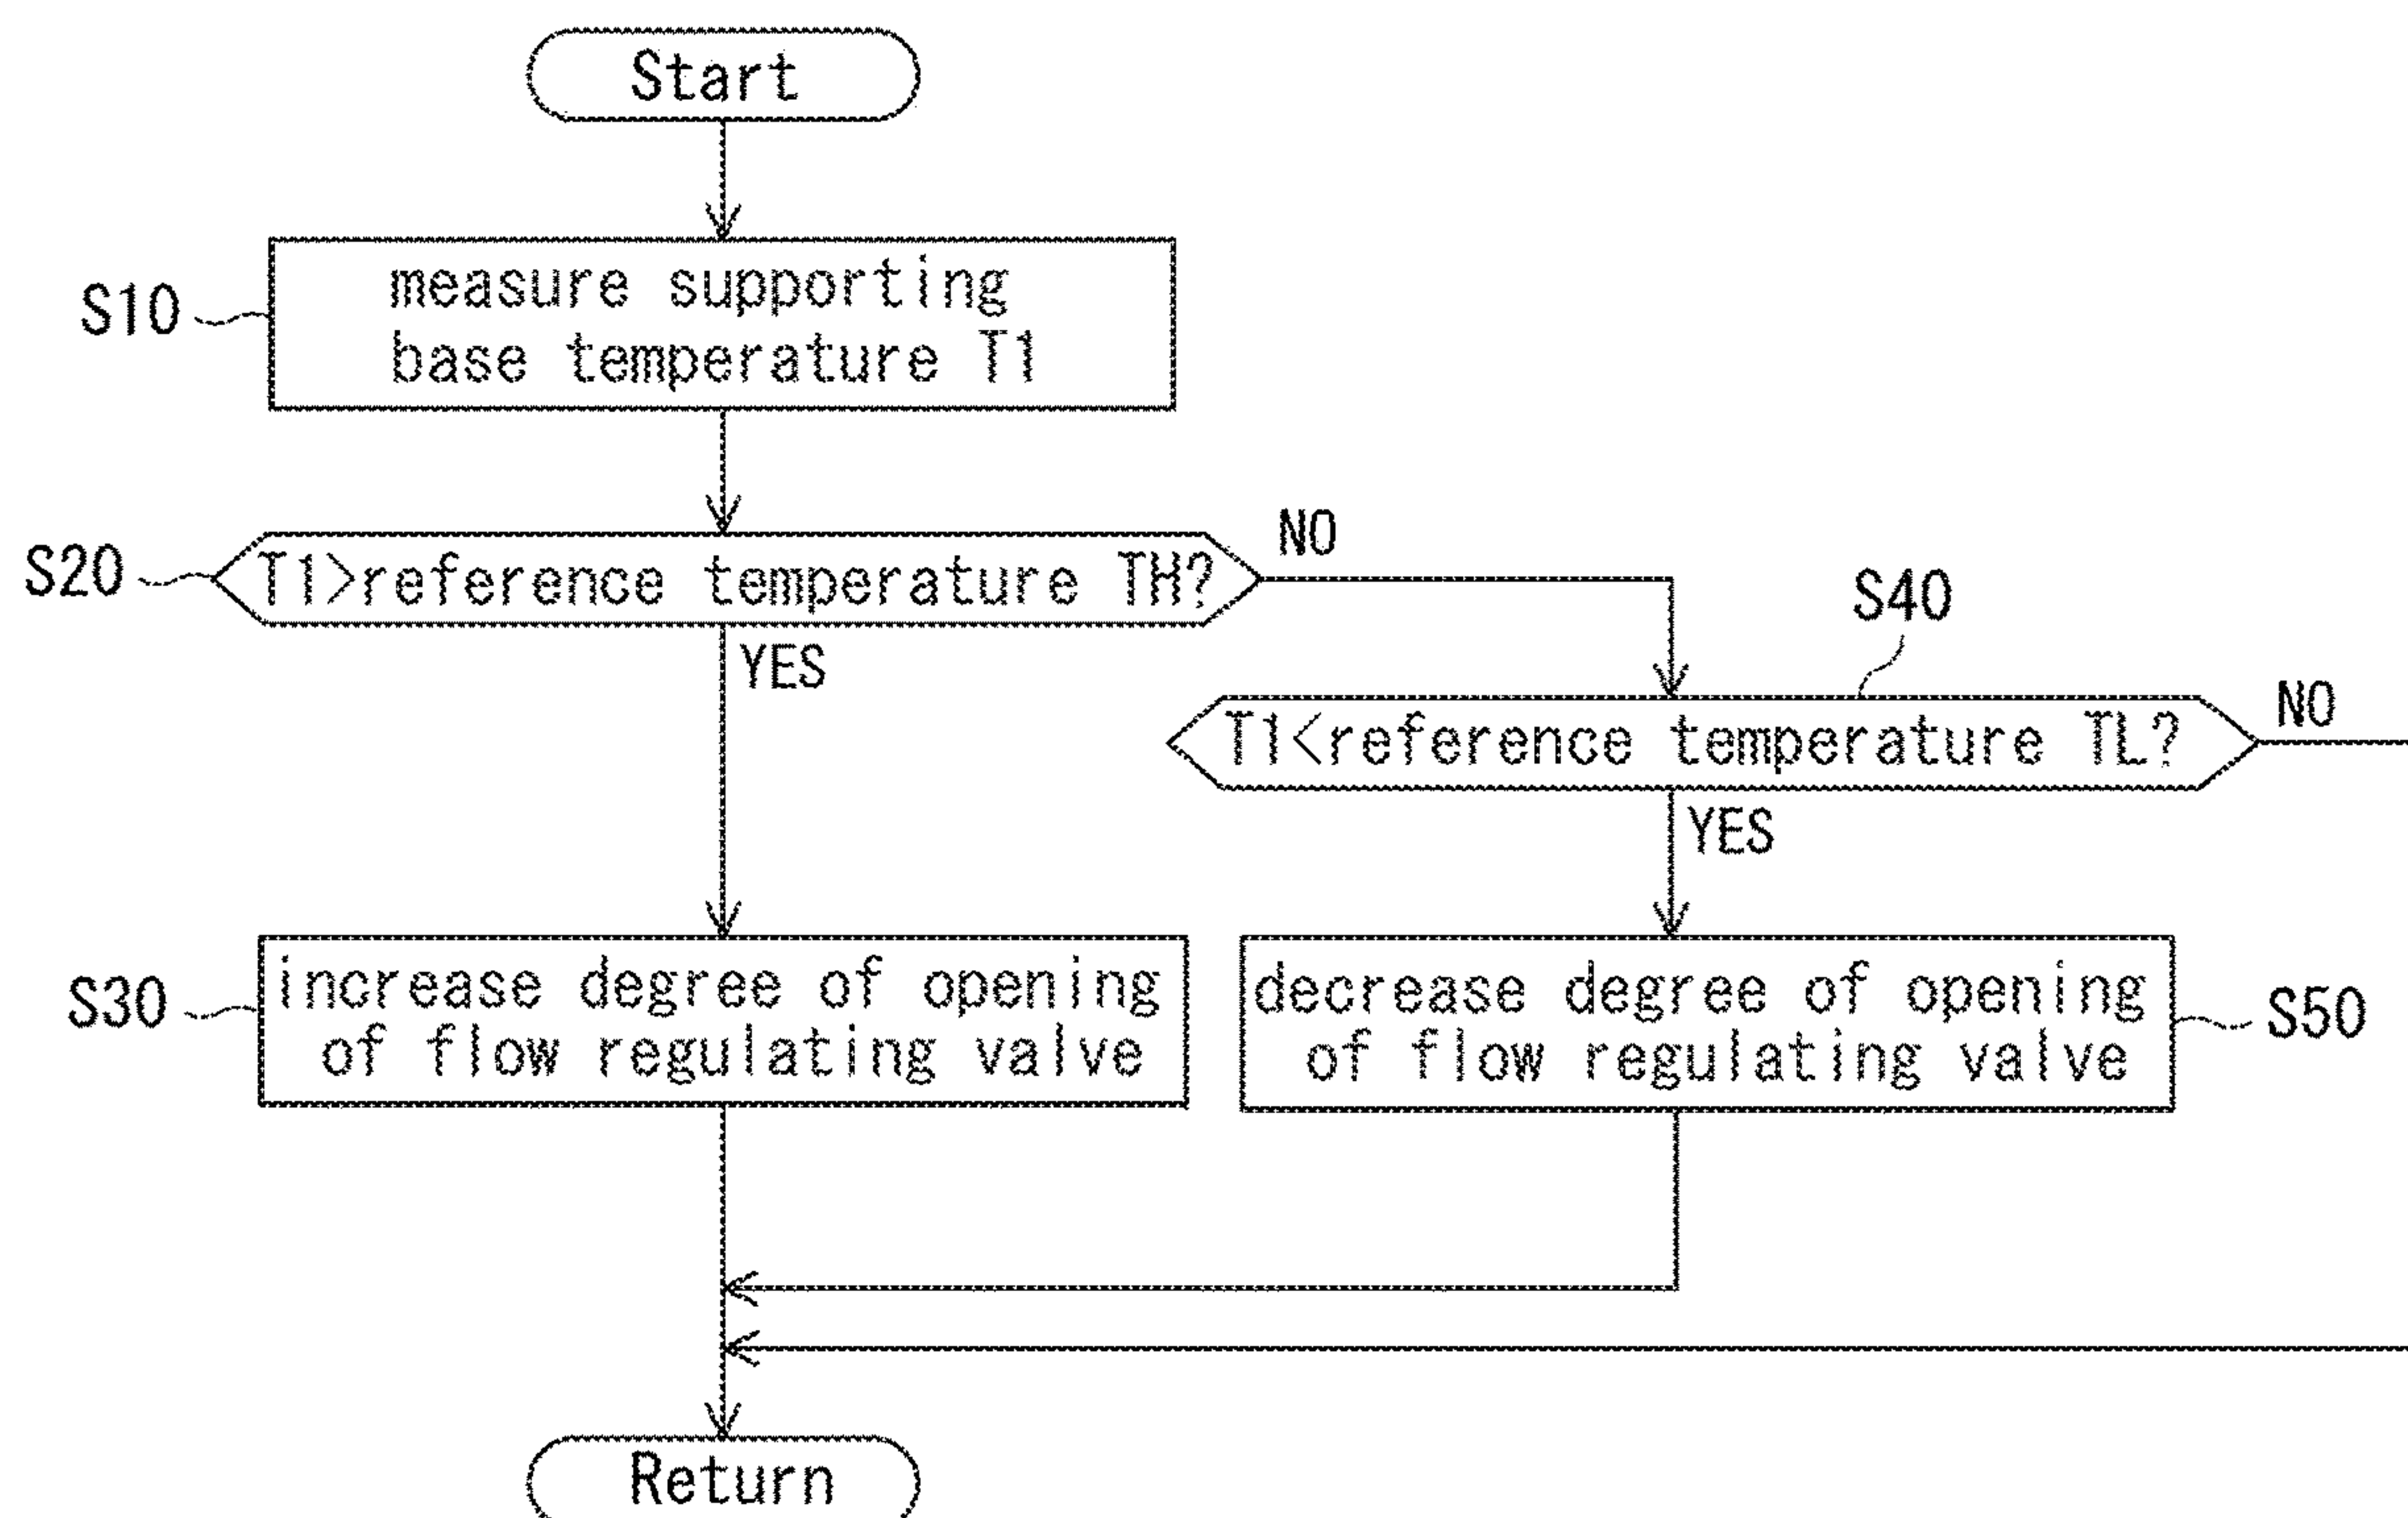 Start
S10
measure supporting
base temperature T1
S20
T1>reference temperature TH?
NO
YES
S40
T1<reference temperature TL?
NO
YES
S30
increase degree of opening
of flow regulating valve
decrease degree of opening
of flow regulating valve
S50
Return